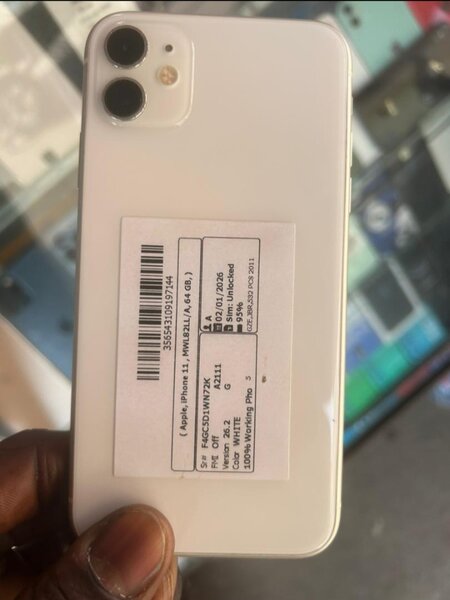 356543109197144
( Apple, iPhone 11 , MWL82LL/A, 64 GB, )
Sr# F4GC5D1WN72K
FMI Off A2111
Version 26.2 G
Color WHITE
100% Working Pho
A
02/01/2026
Sim: Unlocked
95%